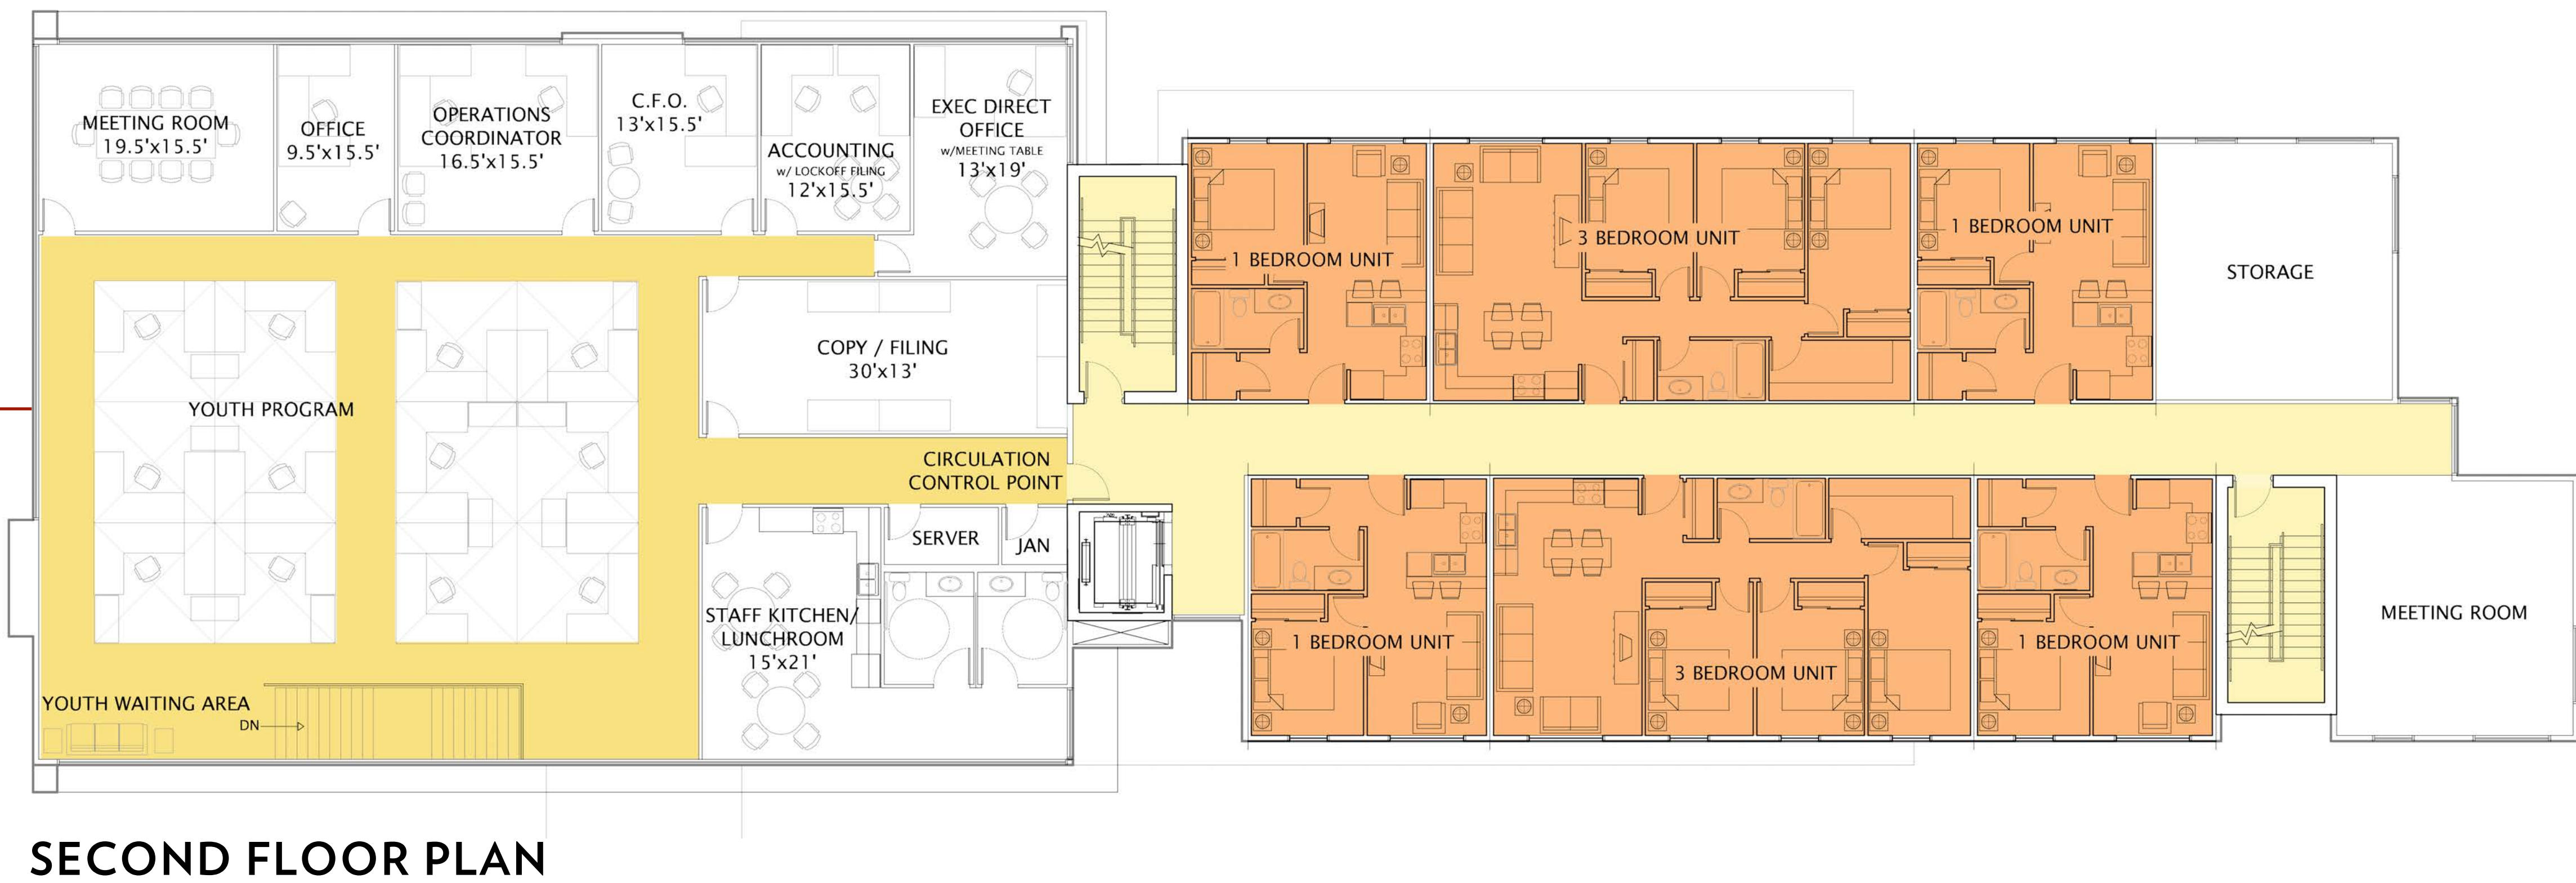 MEETING ROOM
19.5'x15.5'
OFFICE
9.5'x15.5'
OPERATIONS
COORDINATOR
16.5'x15.5'
C.F.O.
13'x15.5'
ACCOUNTING
w/ LOCKOFF FILING
12'x15.5'
EXEC DIRECT
OFFICE
w/MEETING TABLE
13'x19'
1 BEDROOM UNIT
3 BEDROOM UNIT
1 BEDROOM UNIT
STORAGE
COPY / FILING
30'x13'
YOUTH PROGRAM
CIRCULATION
CONTROL POINT
SERVER
JAN
STAFF KITCHEN/
LUNCHROOM
15'x21'
1 BEDROOM UNIT
3 BEDROOM UNIT
1 BEDROOM UNIT
MEETING ROOM
YOUTH WAITING AREA
DN
SECOND FLOOR PLAN